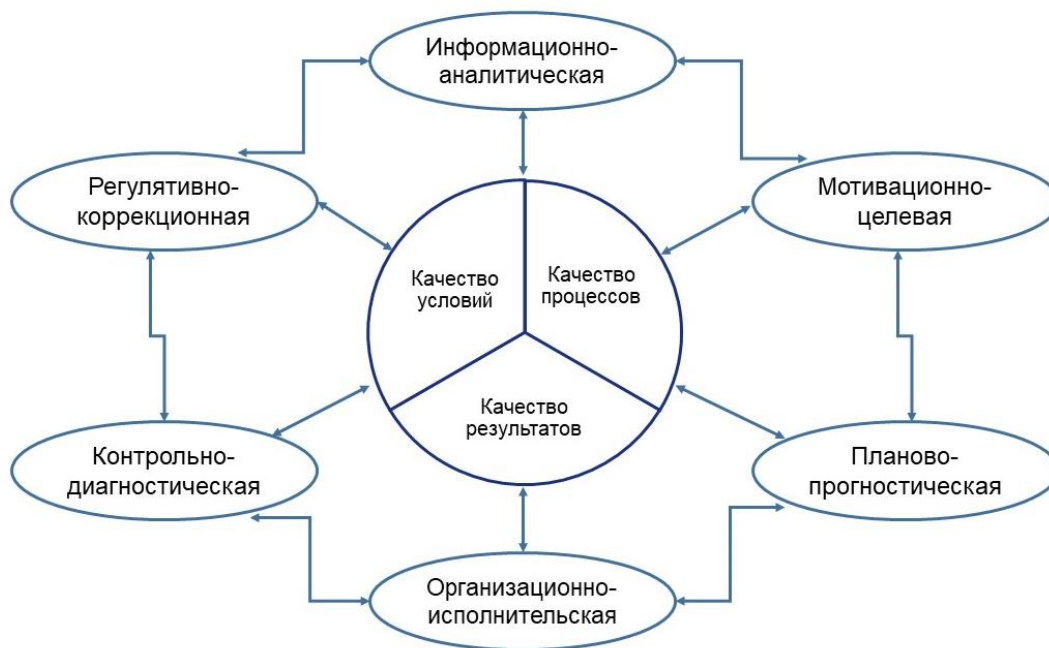 Информационно-
аналитическая
Регулятивно-
коррекционная
Мотивационно-
целевая
Качество
условий
Качество
процессов
Качество
результатов
Контрольно-
диагностическая
Планово-
прогностическая
Организационно-
исполнительская